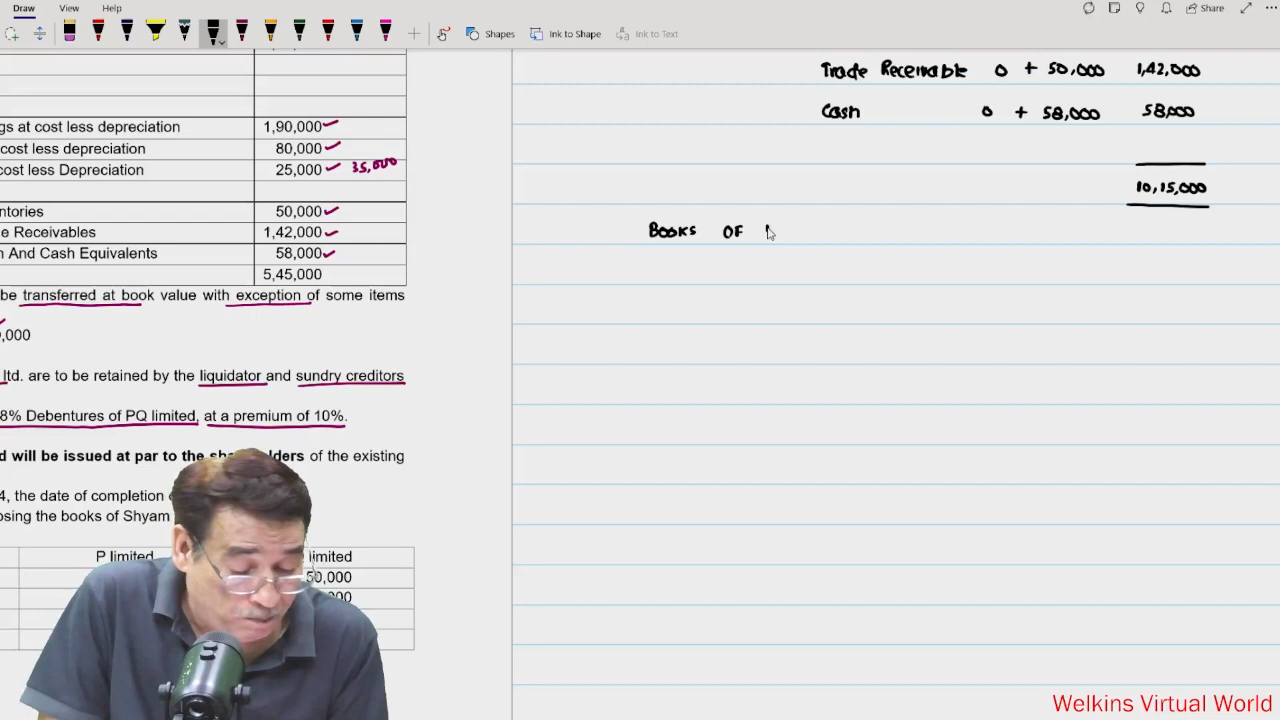 Draw View Help
Share
Shapes Ink to Shape Ink to Text
gs at cost less depreciation 1,90,000
cost less depreciation 80,000
cost less Depreciation 25,000 35,000
ntories 50,000
e Receivables 1,42,000
n And Cash Equivalents 58,000
5,45,000
be transferred at book value with exception of some items
,000
ltd. are to be retained by the liquidator and sundry creditors
8% Debentures of PQ limited, at a premium of 10%.
d will be issued at par to the shareholders of the existing
4, the date of completion
osing the books of Shyam
P limited limited
50,000
000
Trade Receivable 0 + 50,000 1,42,000
Cash 0 + 58,000 58,000
10,15,000
Books OF
Welkins Virtual World